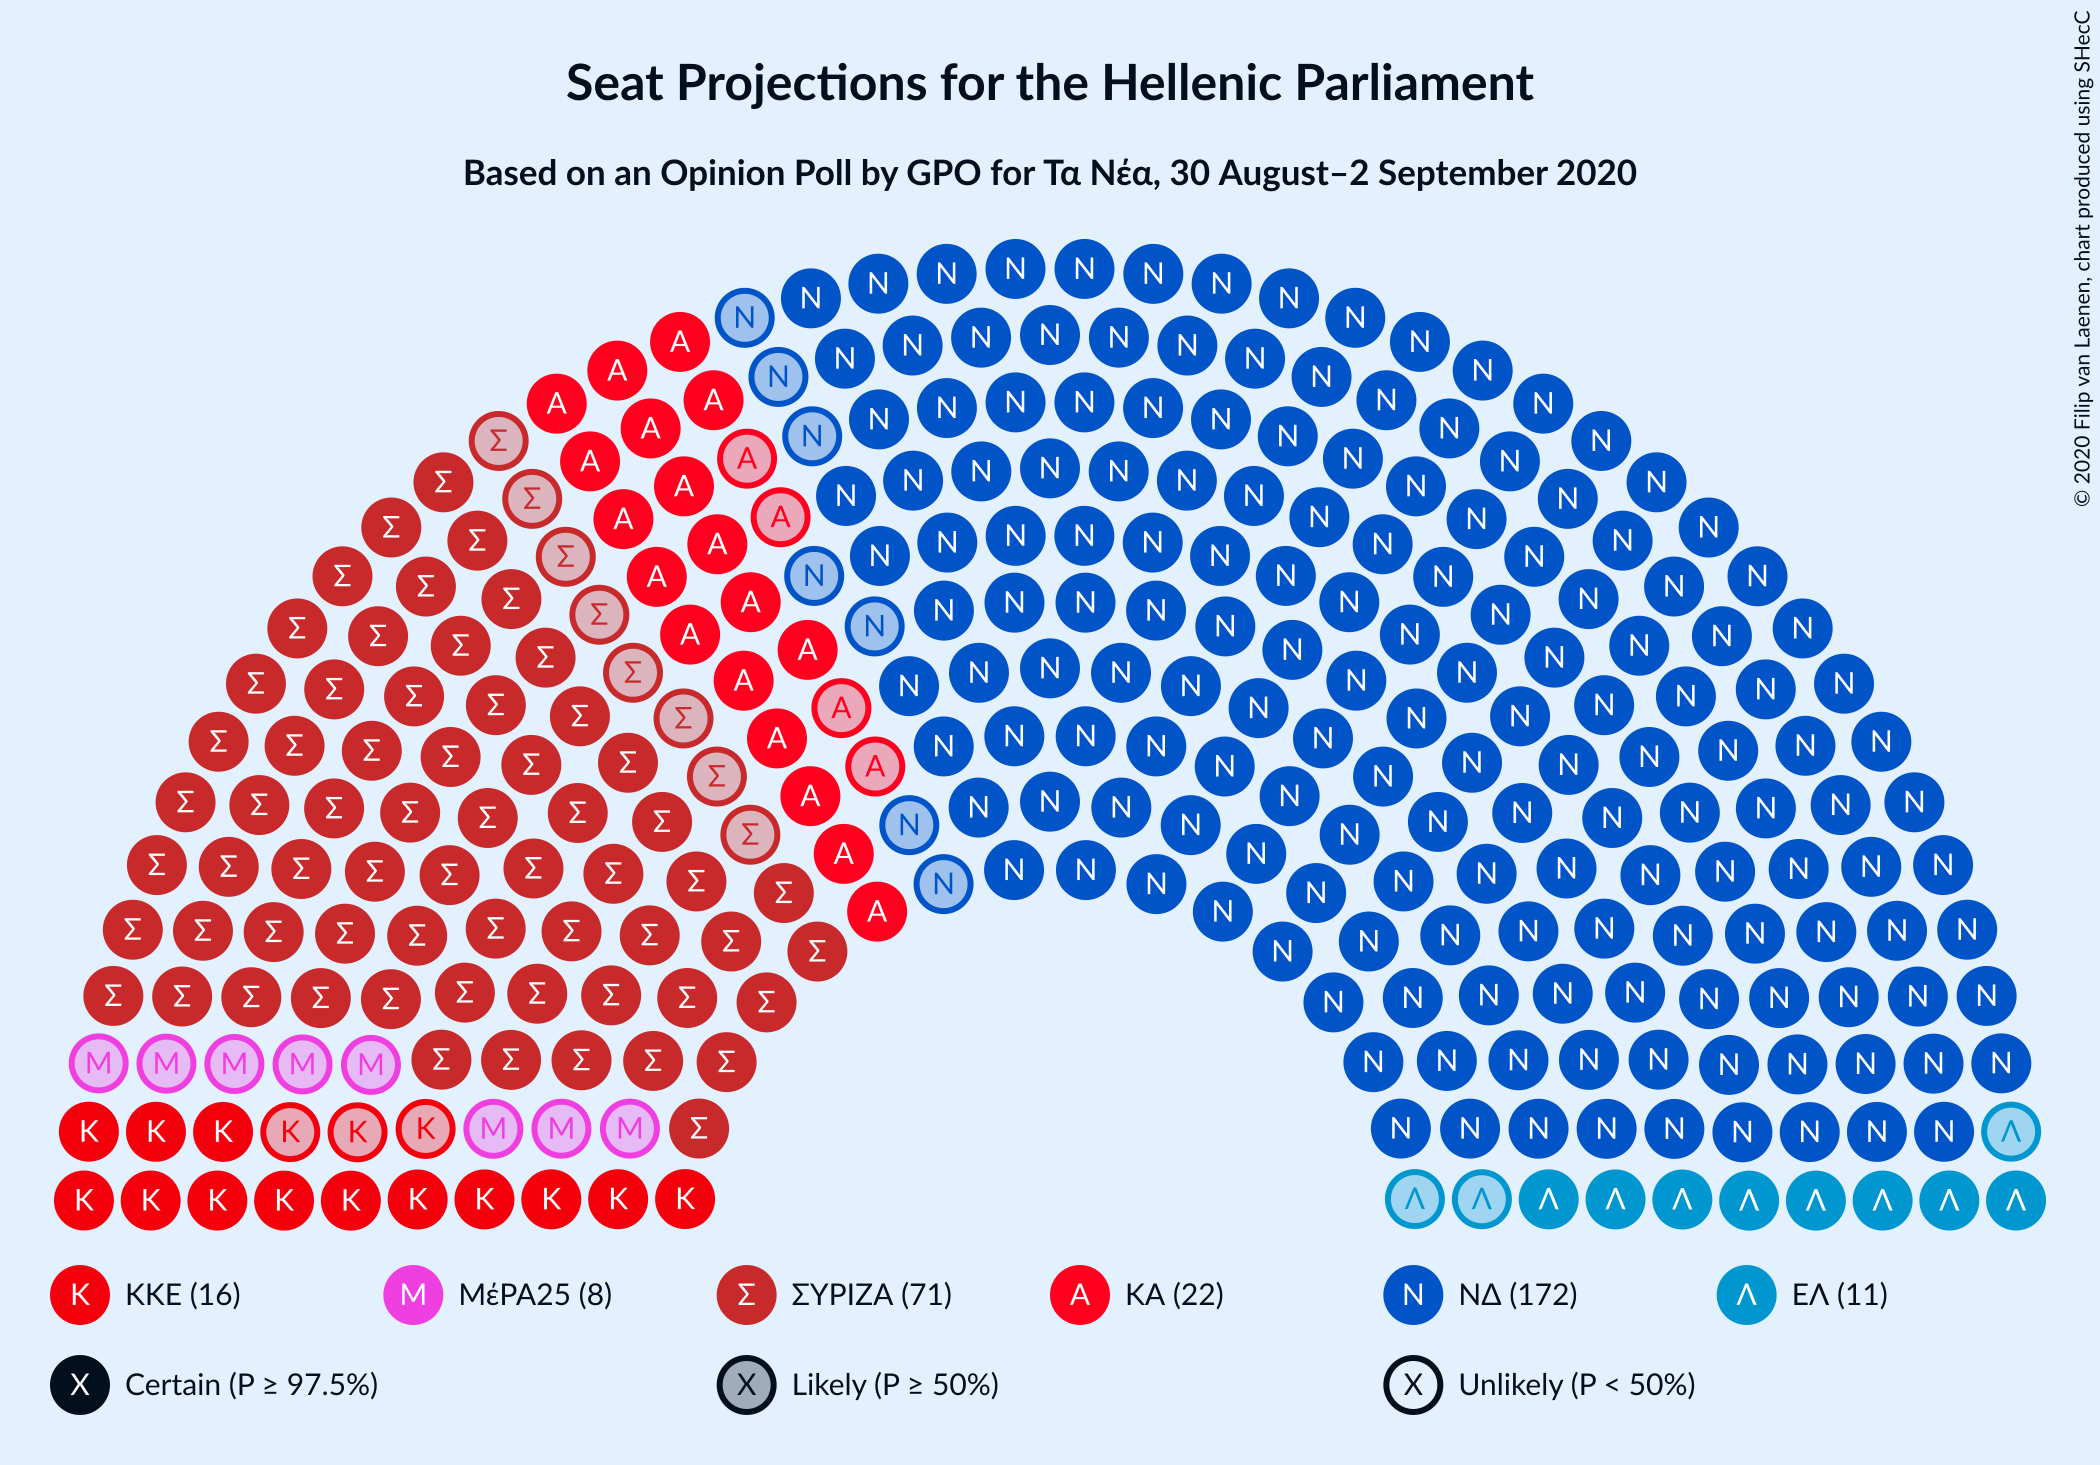 Seat Projections for the Hellenic Parliament
Based on an Opinion Poll by GPO for Τα Νέα, 30 August–2 September 2020
© 2020 Filip van Laenen, chart produced using SHecC
N N N N N N N N N N
K ΚΚΕ (16) M ΜέΡΑ25 (8) Σ ΣΥΡΙΖΑ (71) A ΚΑ (22) N ΝΔ (172) Λ ΕΛ (11)
X Certain (P ≥ 97.5%) X Likely (P ≥ 50%) X Unlikely (P < 50%)